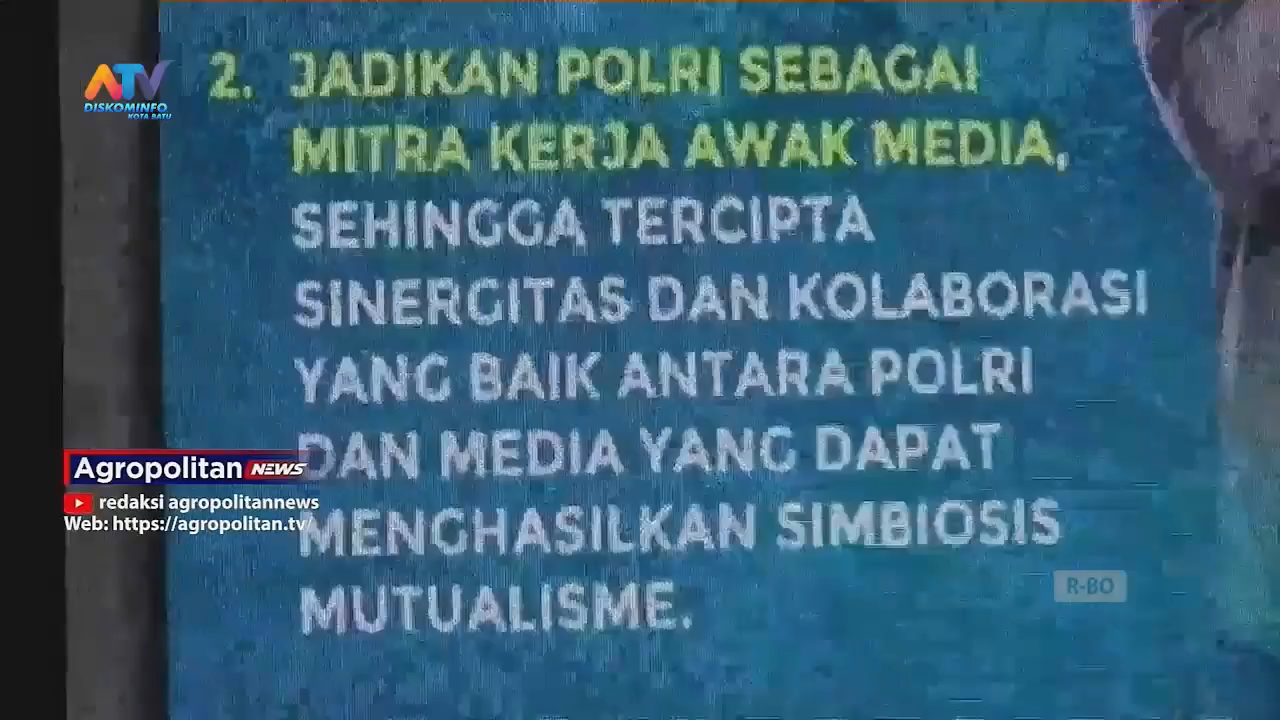 ATV
DISKOMINFO
KOTA BATU
2. JADIKAN POLRI SEBAGAI
MITRA KERJA AWAK MEDIA,
SEHINGGA TERCIPTA
SINERGITAS DAN KOLABORASI
YANG BAIK ANTARA POLRI
DAN MEDIA YANG DAPAT
MENGHASILKAN SIMBIOSIS
MUTUALISME.
Agropolitan NEWS
redaksi agropolitannews
Web: https://agropolitan.tv/
R-BO